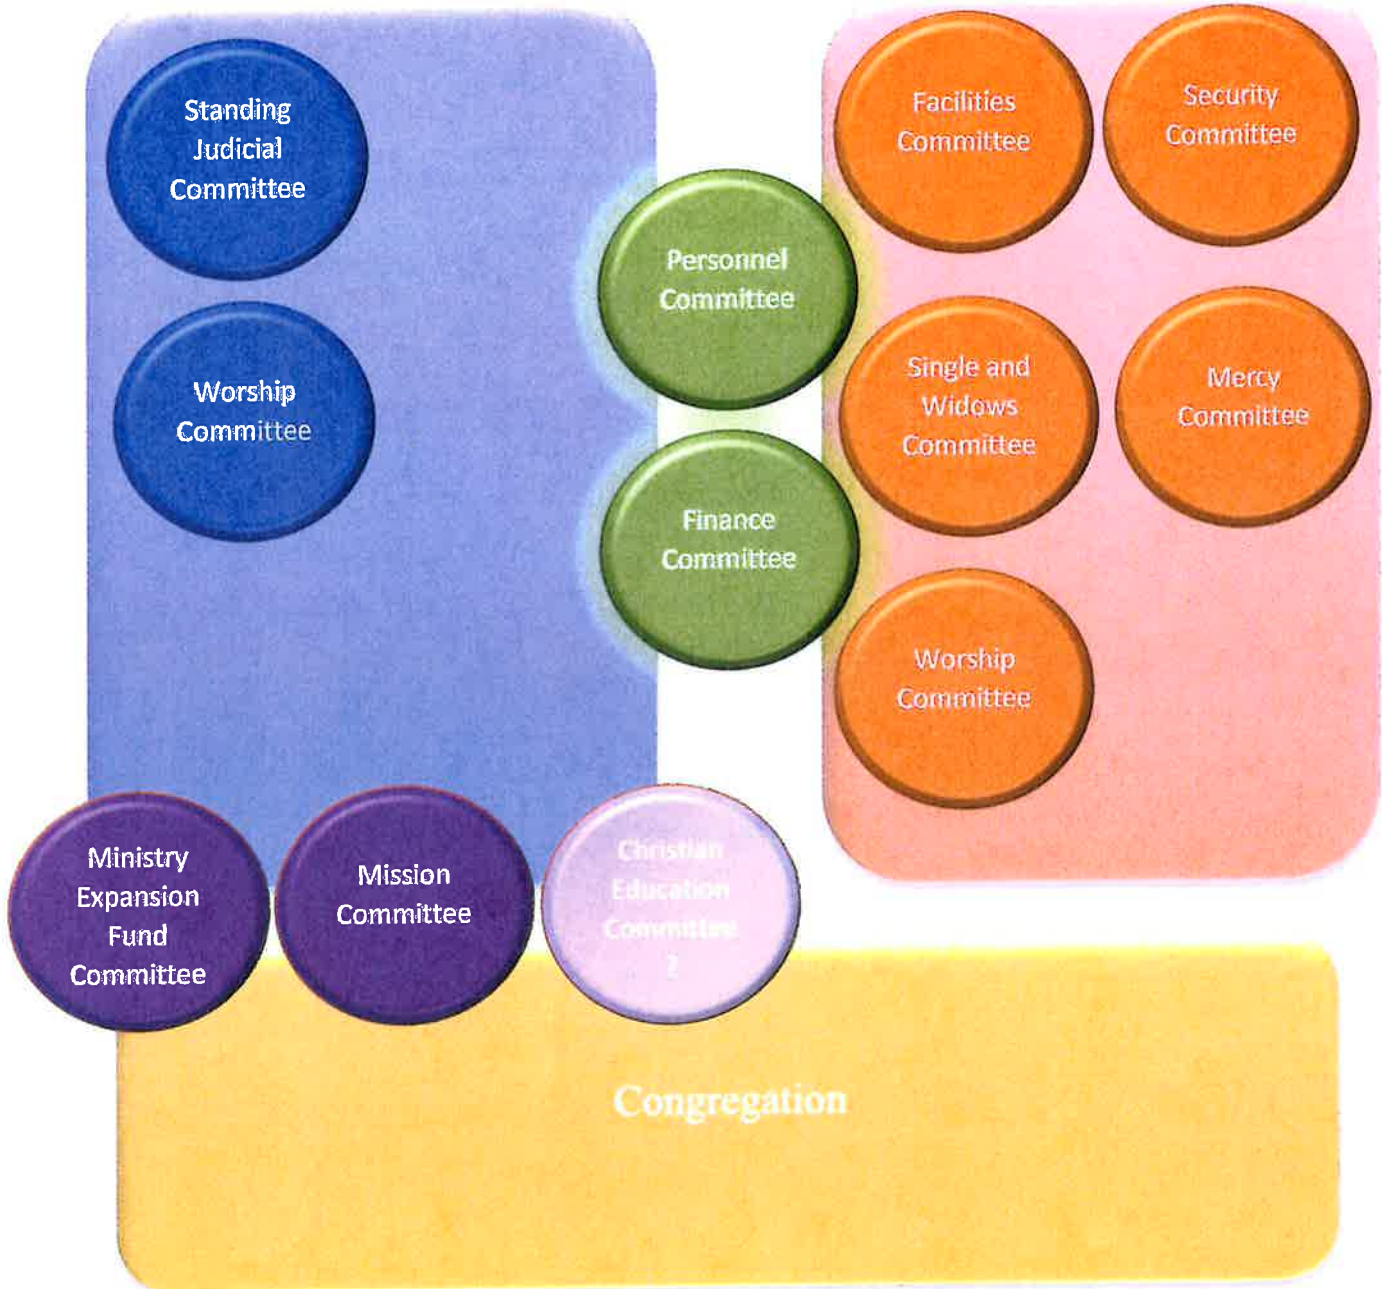 Standing
Judicial
Committee
Worship
Committee
Personnel
Committee
Finance
Committee
Facilities
Committee
Security
Committee
Single and
Widows
Committee
Mercy
Committee
Worship
Committee
Ministry
Expansion
Fund
Committee
Mission
Committee
Christian
Education
Committee
?
Congregation